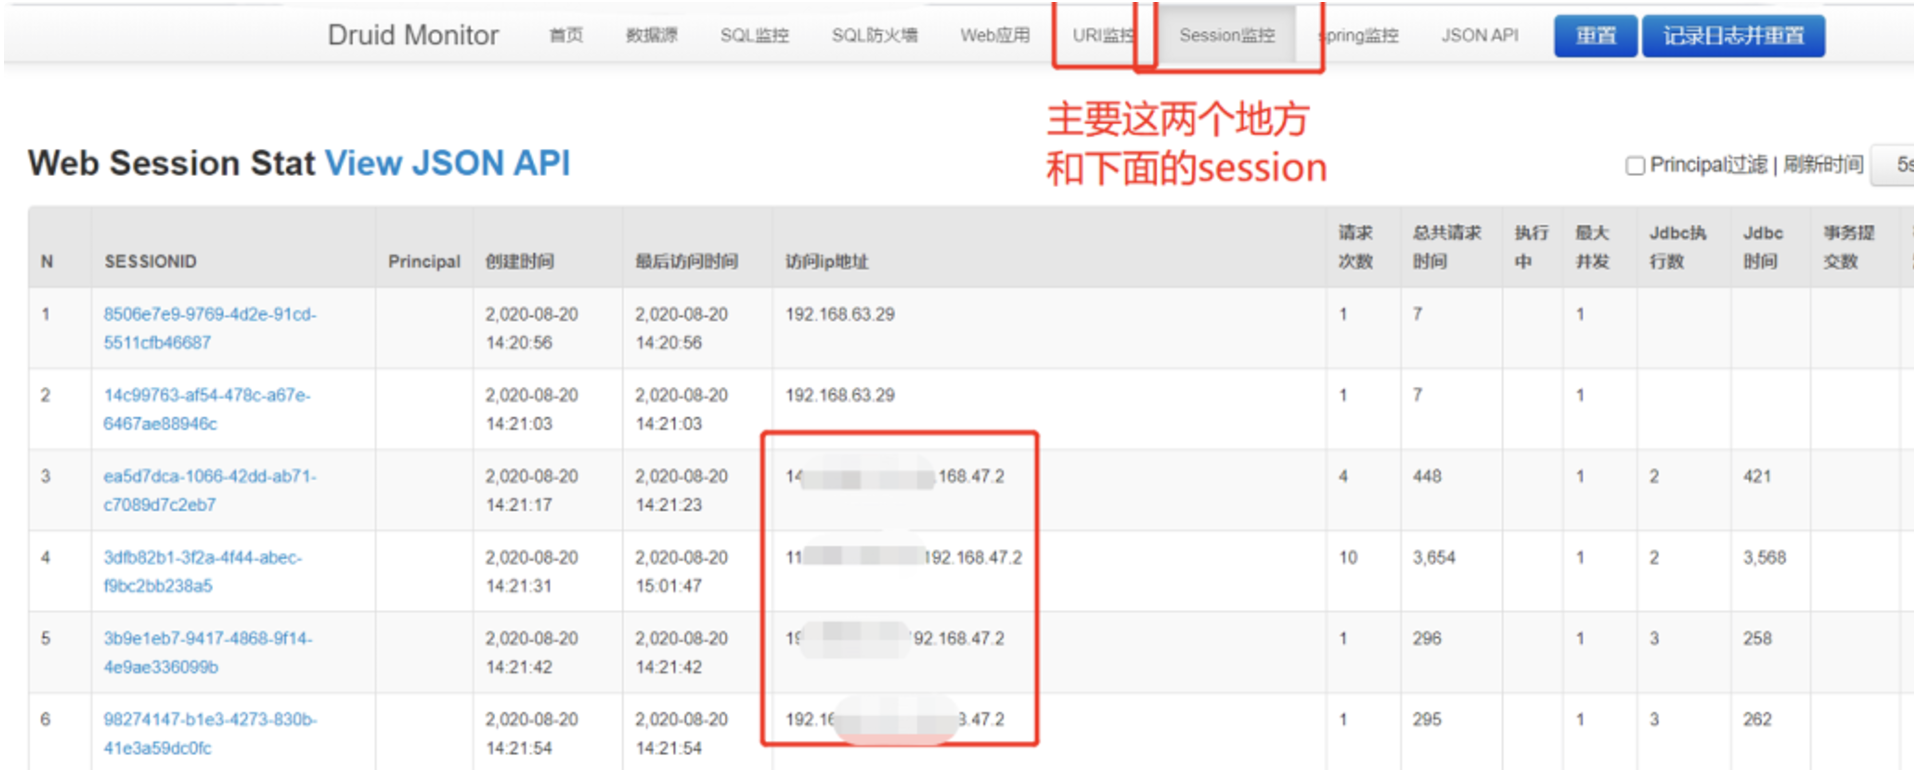 Druid Monitor 首页 数据源 SQL监控 SQL防火墙 Web应用 URI监控 Session监控 spring监控 JSON API 重置 记录日志并重置
主要这两个地方
和下面的session
Web Session Stat View JSON API
Principal过滤 | 刷新时间 5s
N SESSIONID Principal 创建时间 最后访问时间 访问ip地址 请求次数 总共请求时间 执行中 最大并发 Jdbc执行数 Jdbc时间 事务提交数
1 8506e7e9-9769-4d2e-91cd- 2,020-08-20 2,020-08-20 192.168.63.29 1 7 1
5511cfb46687 14:20:56 14:20:56
2 14c99763-af54-478c-a67e- 2,020-08-20 2,020-08-20 192.168.63.29 1 7 1
6467ae88946c 14:21:03 14:21:03
3 ea5d7dca-1066-42dd-ab71- 2,020-08-20 2,020-08-20 14 .168.47.2 4 448 1 2 421
c7089d7c2eb7 14:21:17 14:21:23
4 3dfb82b1-3f2a-4f44-abec- 2,020-08-20 2,020-08-20 11 192.168.47.2 10 3,654 1 2 3,568
f9bc2bb238a5 14:21:31 15:01:47
5 3b9e1eb7-9417-4868-9f14- 2,020-08-20 2,020-08-20 19 92.168.47.2 1 296 1 3 258
4e9ae336099b 14:21:42 14:21:42
6 98274147-b1e3-4273-830b- 2,020-08-20 2,020-08-20 192.16 8.47.2 1 295 1 3 262
41e3a59dc0fc 14:21:54 14:21:54